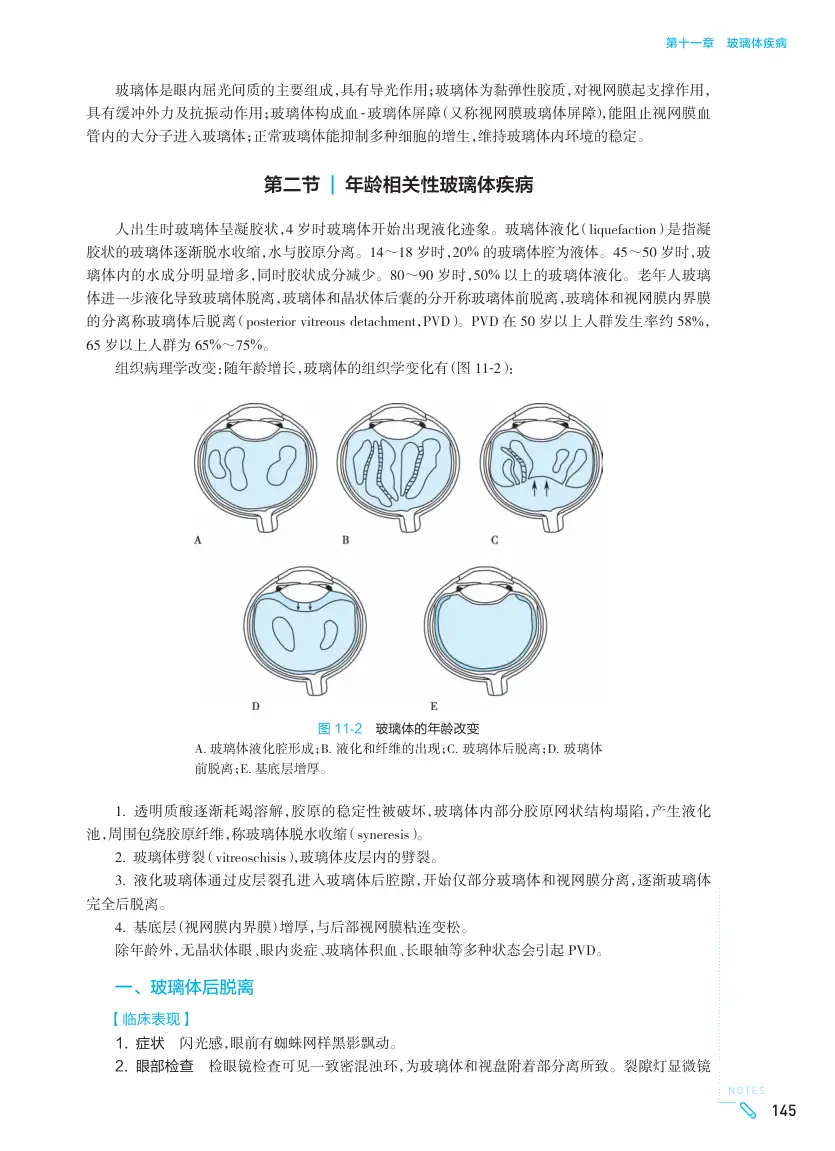 第十一章　玻璃体疾病
玻璃体是眼内屈光间质的主要组成，具有导光作用；玻璃体为黏弹性胶质，对视网膜起支撑作用，
具有缓冲外力及抗振动作用；玻璃体构成血-玻璃体屏障（又称视网膜玻璃体屏障），能阻止视网膜血
管内的大分子进入玻璃体；正常玻璃体能抑制多种细胞的增生，维持玻璃体内环境的稳定。
第二节 | 年龄相关性玻璃体疾病
人出生时玻璃体呈凝胶状，4 岁时玻璃体开始出现液化迹象。玻璃体液化（liquefaction）是指凝
胶状的玻璃体逐渐脱水收缩，水与胶原分离。14～18 岁时，20% 的玻璃体腔为液体。45～50 岁时，玻
璃体内的水成分明显增多，同时胶状成分减少。80～90 岁时，50% 以上的玻璃体液化。老年人玻璃
体进一步液化导致玻璃体脱离，玻璃体和晶状体后囊的分开称玻璃体前脱离，玻璃体和视网膜内界膜
的分离称玻璃体后脱离（posterior vitreous detachment，PVD）。PVD 在 50 岁以上人群发生率约 58%，
65 岁以上人群为 65%～75%。
组织病理学改变：随年龄增长，玻璃体的组织学变化有（图 11-2）：
A
B
C
D
E
图 11-2　玻璃体的年龄改变
A. 玻璃体液化腔形成；B. 液化和纤维的出现；C. 玻璃体后脱离；D. 玻璃体
前脱离；E. 基底层增厚。
1. 透明质酸逐渐耗竭溶解，胶原的稳定性被破坏，玻璃体内部分胶原网状结构塌陷，产生液化
池，周围包绕胶原纤维，称玻璃体脱水收缩（syneresis）。
2. 玻璃体劈裂（vitreoschisis），玻璃体皮层内的劈裂。
3. 液化玻璃体通过皮层裂孔进入玻璃体后腔隙，开始仅部分玻璃体和视网膜分离，逐渐玻璃体
完全后脱离。
4. 基底层（视网膜内界膜）增厚，与后部视网膜粘连变松。
除年龄外，无晶状体眼、眼内炎症、玻璃体积血、长眼轴等多种状态会引起 PVD。
一、玻璃体后脱离
【临床表现】
1. 症状　闪光感，眼前有蜘蛛网样黑影飘动。
2. 眼部检查　检眼镜检查可见一致密混浊环，为玻璃体和视盘附着部分离所致。裂隙灯显微镜
NOTES
145